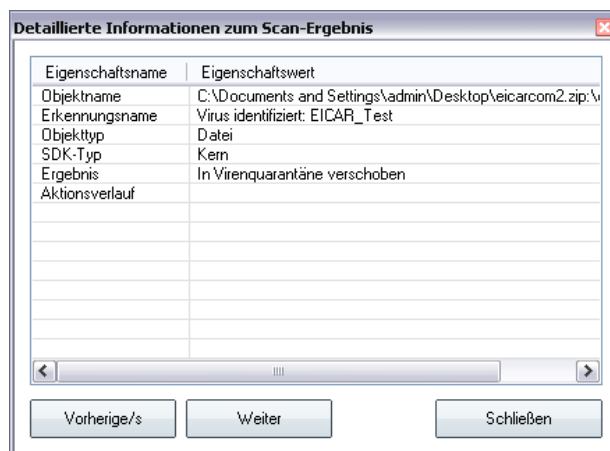 Detaillierte Informationen zum Scan-Ergebnis
Eigenschaftsname Eigenschaftswert
Objektname C:\Documents and Settings\admin\Desktop\eicarcom2.zip:\
Erkennungsname Virus identifiziert: EICAR_Test
Objekttyp Datei
SDK-Typ Kern
Ergebnis In Virenquarantäne verschoben
Aktionsverlauf
Vorherige/s Weiter Schließen